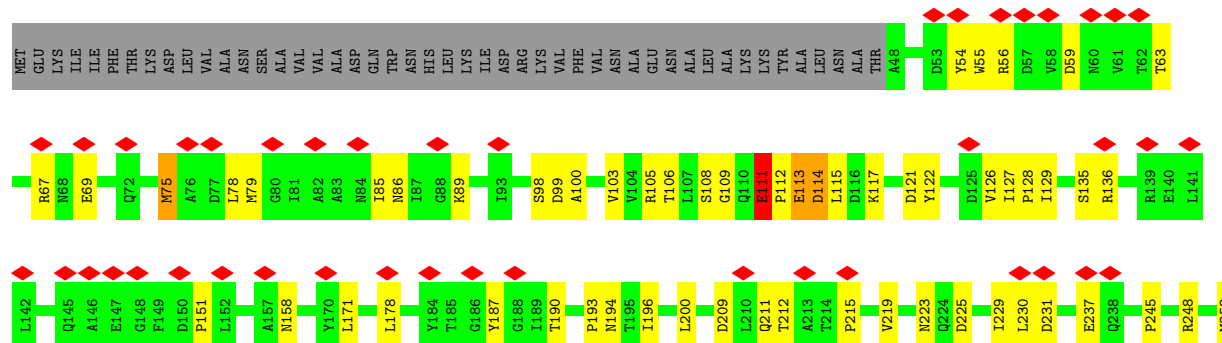 MET GLU LYS ILE ILE PHE THR LYS ASP LEU VAL ALA ASN SER ALA VAL VAL ALA ASP GLN TRP ASN HIS LEU LYS ILE ASP ARG LYS VAL PHE VAL ASN ALA GLU ASN ALA LEU ALA LYS LYS TYR ALA LEU ASN ALA THR A48 D53 Y54 W55 R56 D57 V58 D59 N60 V61 T62 T63
R67 N68 E69 Q72 M75 A76 D77 L78 M79 G80 I81 A82 A83 N84 I85 N86 I87 G88 K89 I93 S98 D99 A100 V103 V104 R105 T106 L107 S108 G109 Q110 E111 P112 E113 D114 L115 D116 K117 D121 Y122 D125 V126 I127 P128 I129 S135 R136 R139 E140 L141
L142 Q145 A146 E147 G148 F149 D150 P151 L152 A157 N158 Y170 L171 L178 Y184 T185 G186 Y187 G188 I189 T190 P193 N194 T195 I196 L200 D209 L210 Q211 T212 A213 T214 P215 V219 N223 Q224 D225 I229 L230 D231 E237 Q238 P245 R248